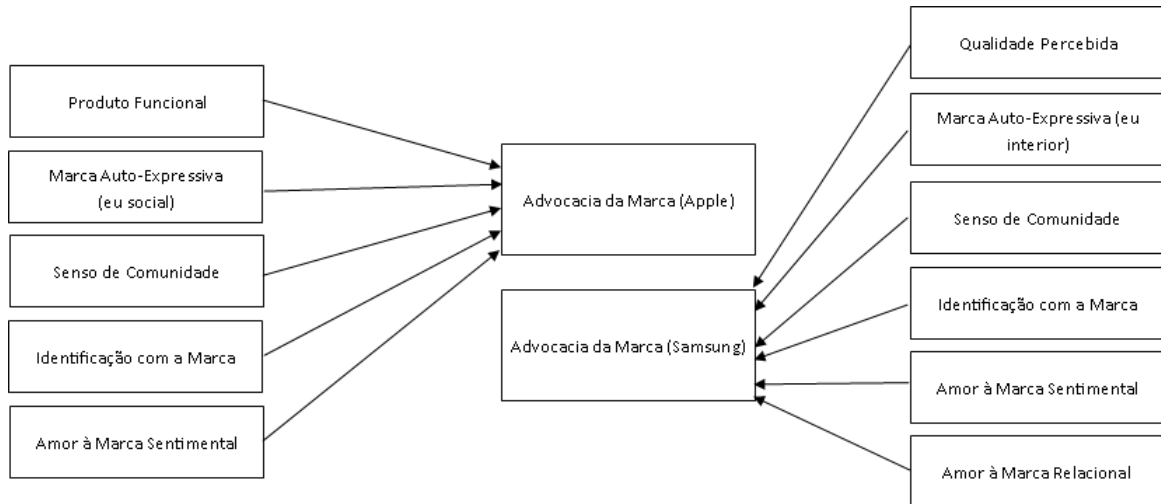 Produto Funcional
Marca Auto-Expressiva
(eu social)
Senso de Comunidade
Identificação com a Marca
Amor à Marca Sentimental
Advocacia da Marca (Apple)
Advocacia da Marca (Samsung)
Qualidade Percebida
Marca Auto-Expressiva (eu
interior)
Senso de Comunidade
Identificação com a Marca
Amor à Marca Sentimental
Amor à Marca Relacional